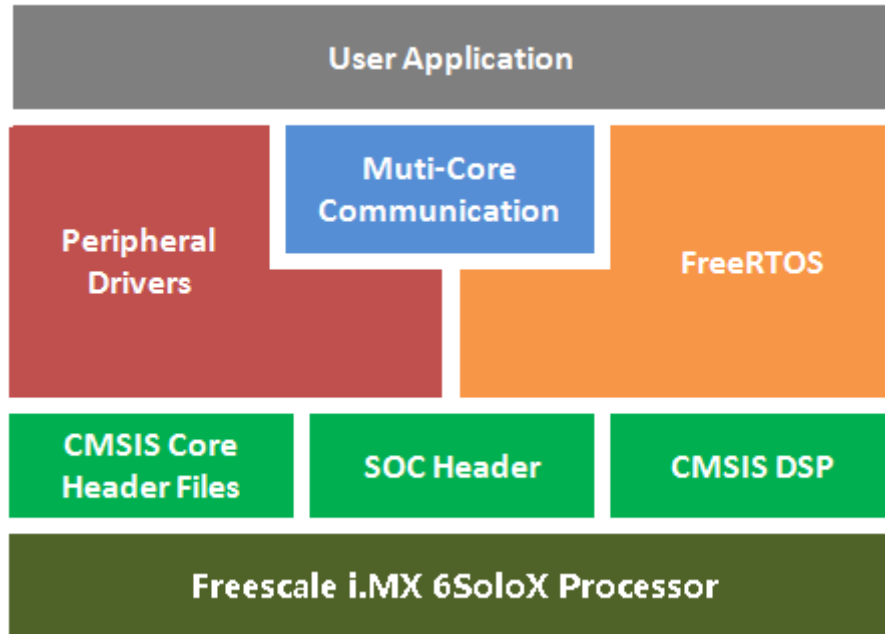 User Application
Muti-Core
Communication
Peripheral
Drivers
FreeRTOS
CMSIS Core
Header Files
SOC Header
CMSIS DSP
Freescale i.MX 6SoloX Processor